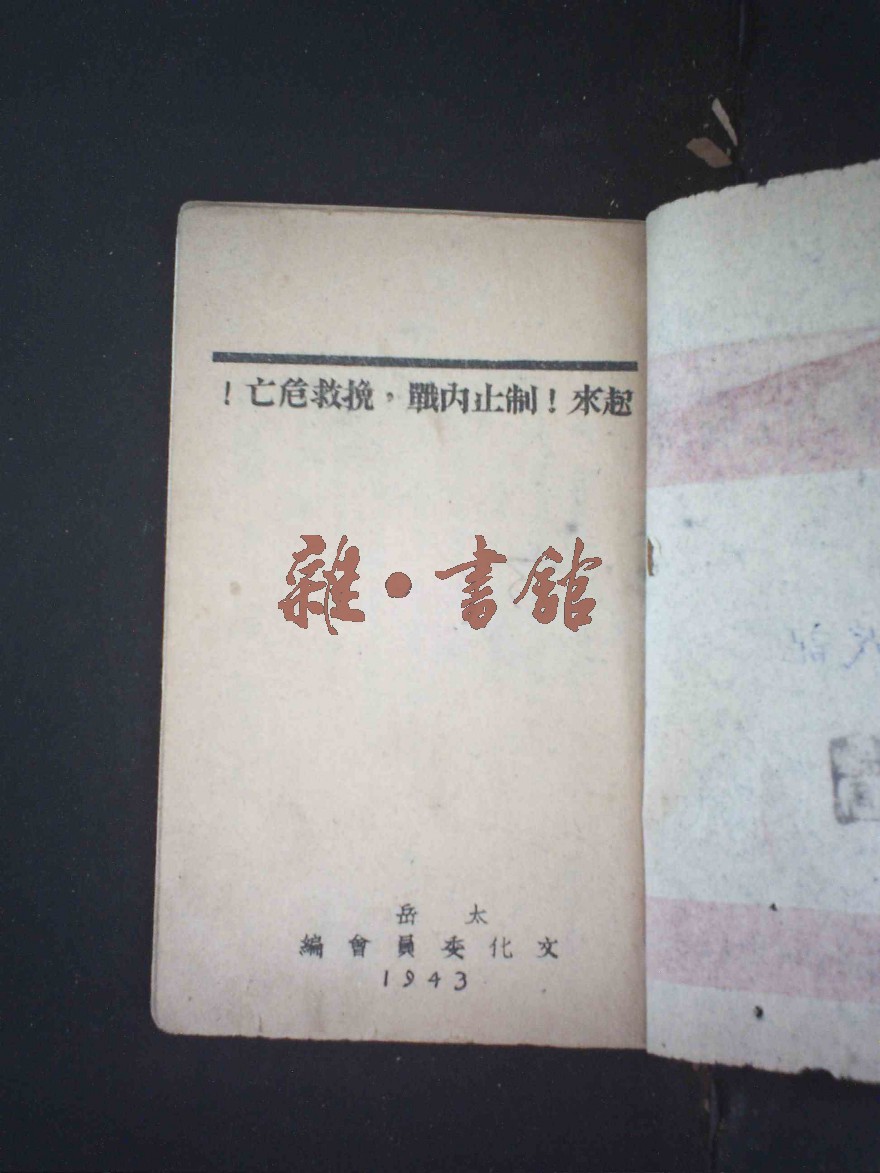 起來！制止內戰，挽救危亡！
雜·書館
太岳
文化委員會編
1943